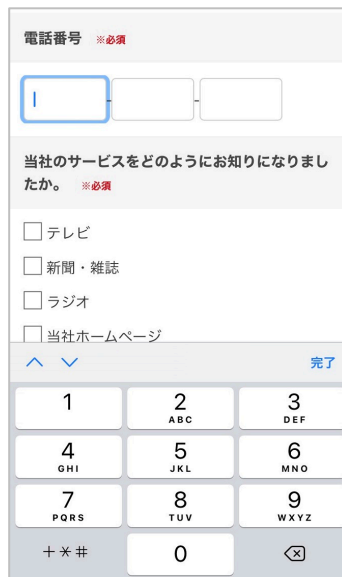 電話番号 ※必須
- -
当社のサービスをどのようにお知りになりまし
たか。 ※必須
テレビ
新聞・雑誌
ラジオ
当社ホームページ
完了
1 2 3
ABC DEF
4 5 6
GHI JKL MNO
7 8 9
PQRS TUV WXYZ
+*# 0